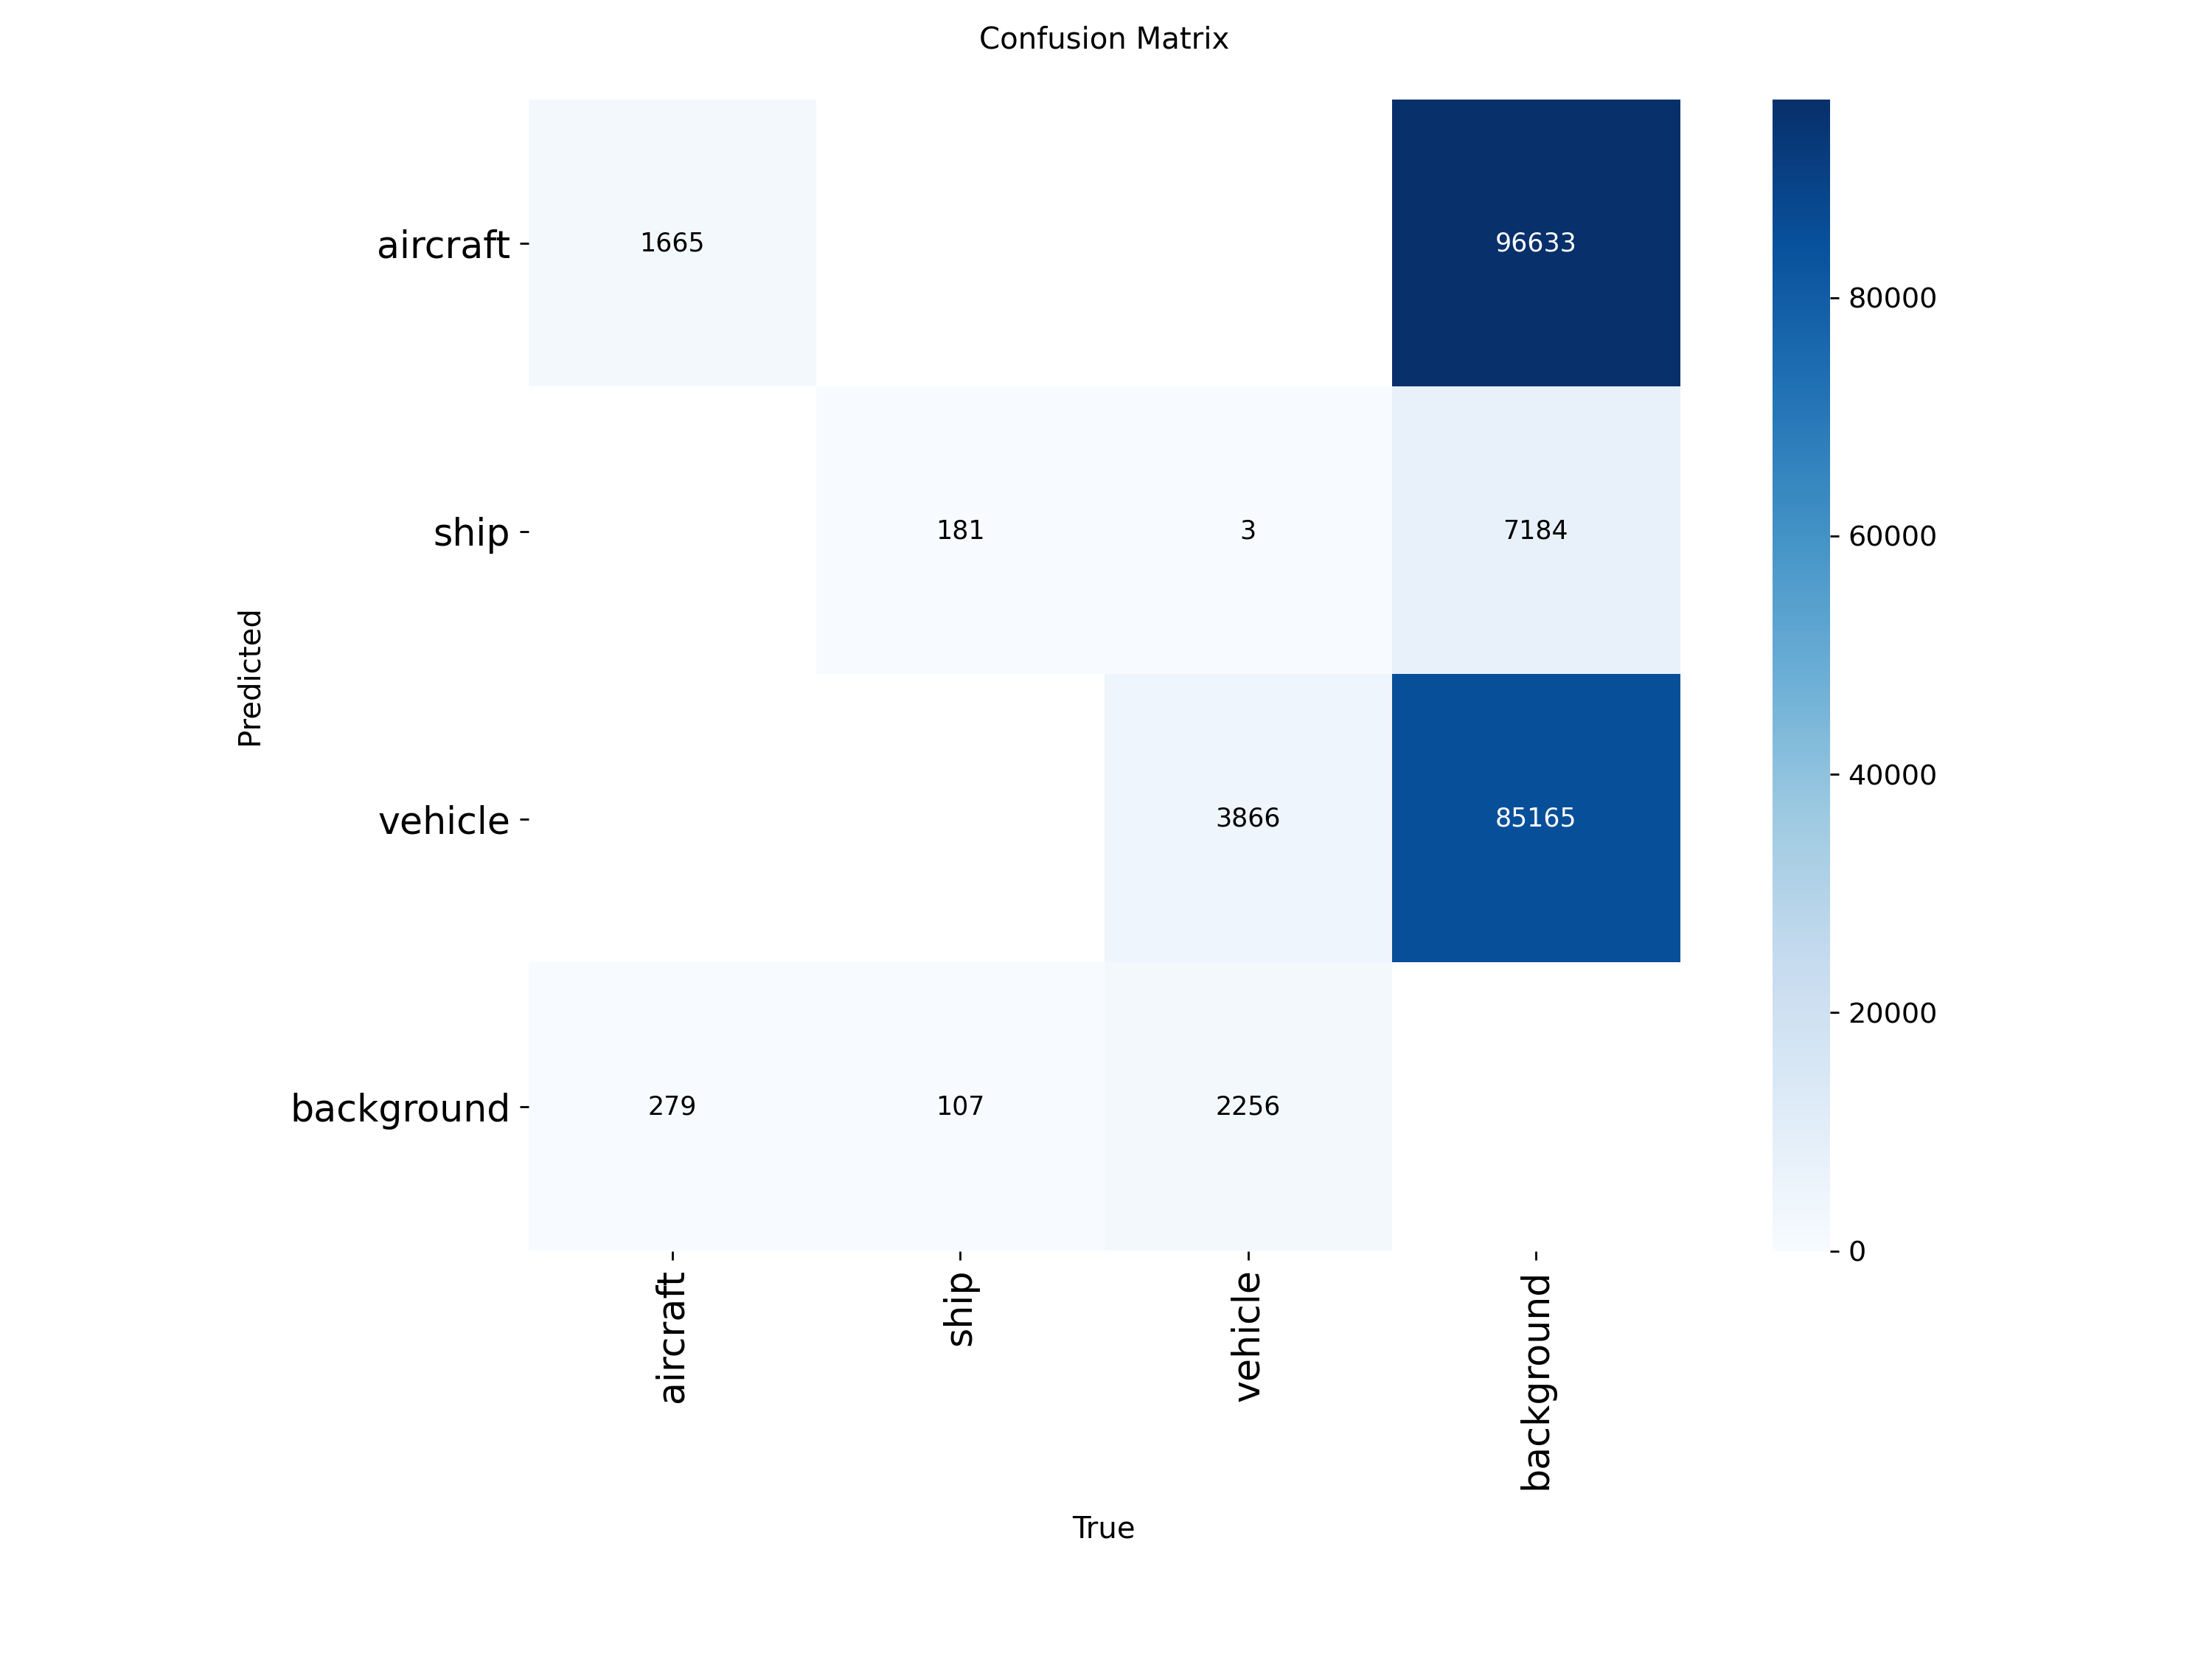 Confusion Matrix
aircraft
1665
96633
80000
ship
181
3
7184
60000
Predicted
vehicle
3866
85165
40000
background
279
107
2256
20000
0
aircraft
ship
vehicle
background
True